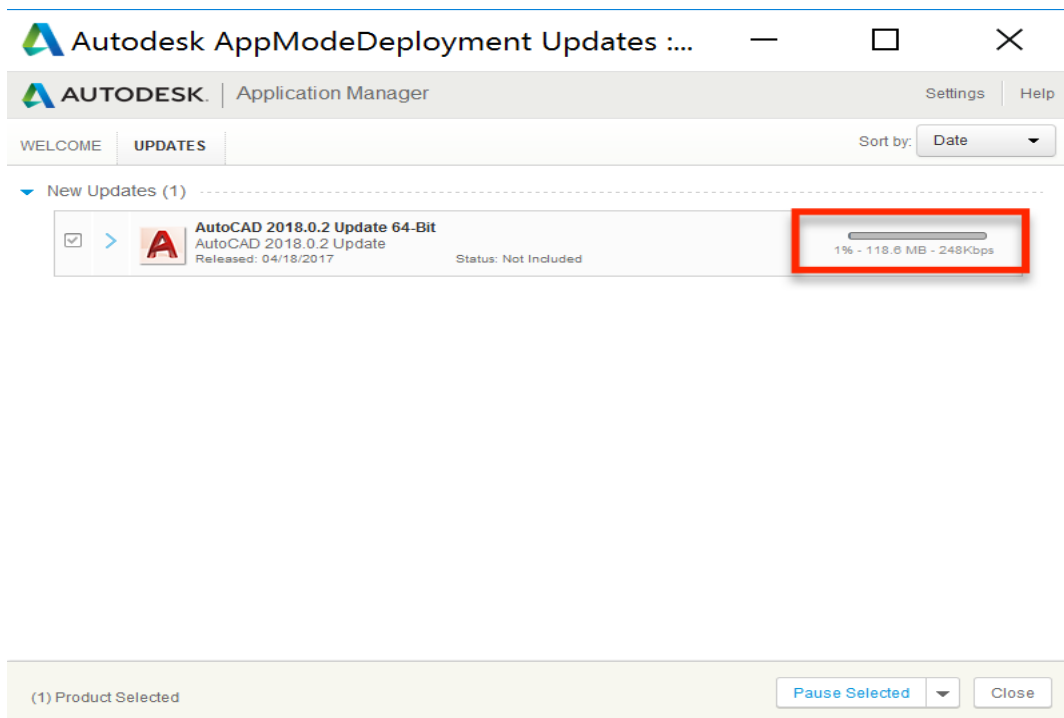 Autodesk AppModeDeployment Updates :...
AUTODESK. Application Manager Settings Help
WELCOME UPDATES Sort by: Date
New Updates (1)
AutoCAD 2018.0.2 Update 64-Bit
AutoCAD 2018.0.2 Update
1% - 118.6 MB - 248Kbps
Released: 04/18/2017 Status: Not Included
(1) Product Selected Pause Selected Close